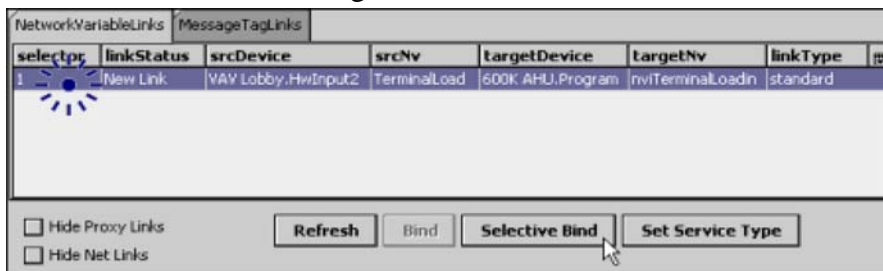 NetworkVariableLinks MessageTagLinks
selector linkStatus srcDevice srcNv targetDevice targetNv linkType
1 New Link VAV Lobby.HwInput2 TerminalLoad 600K AHU.Program nviTerminalLoadin standard
Hide Proxy Links Refresh Bind Selective Bind Set Service Type
Hide Net Links